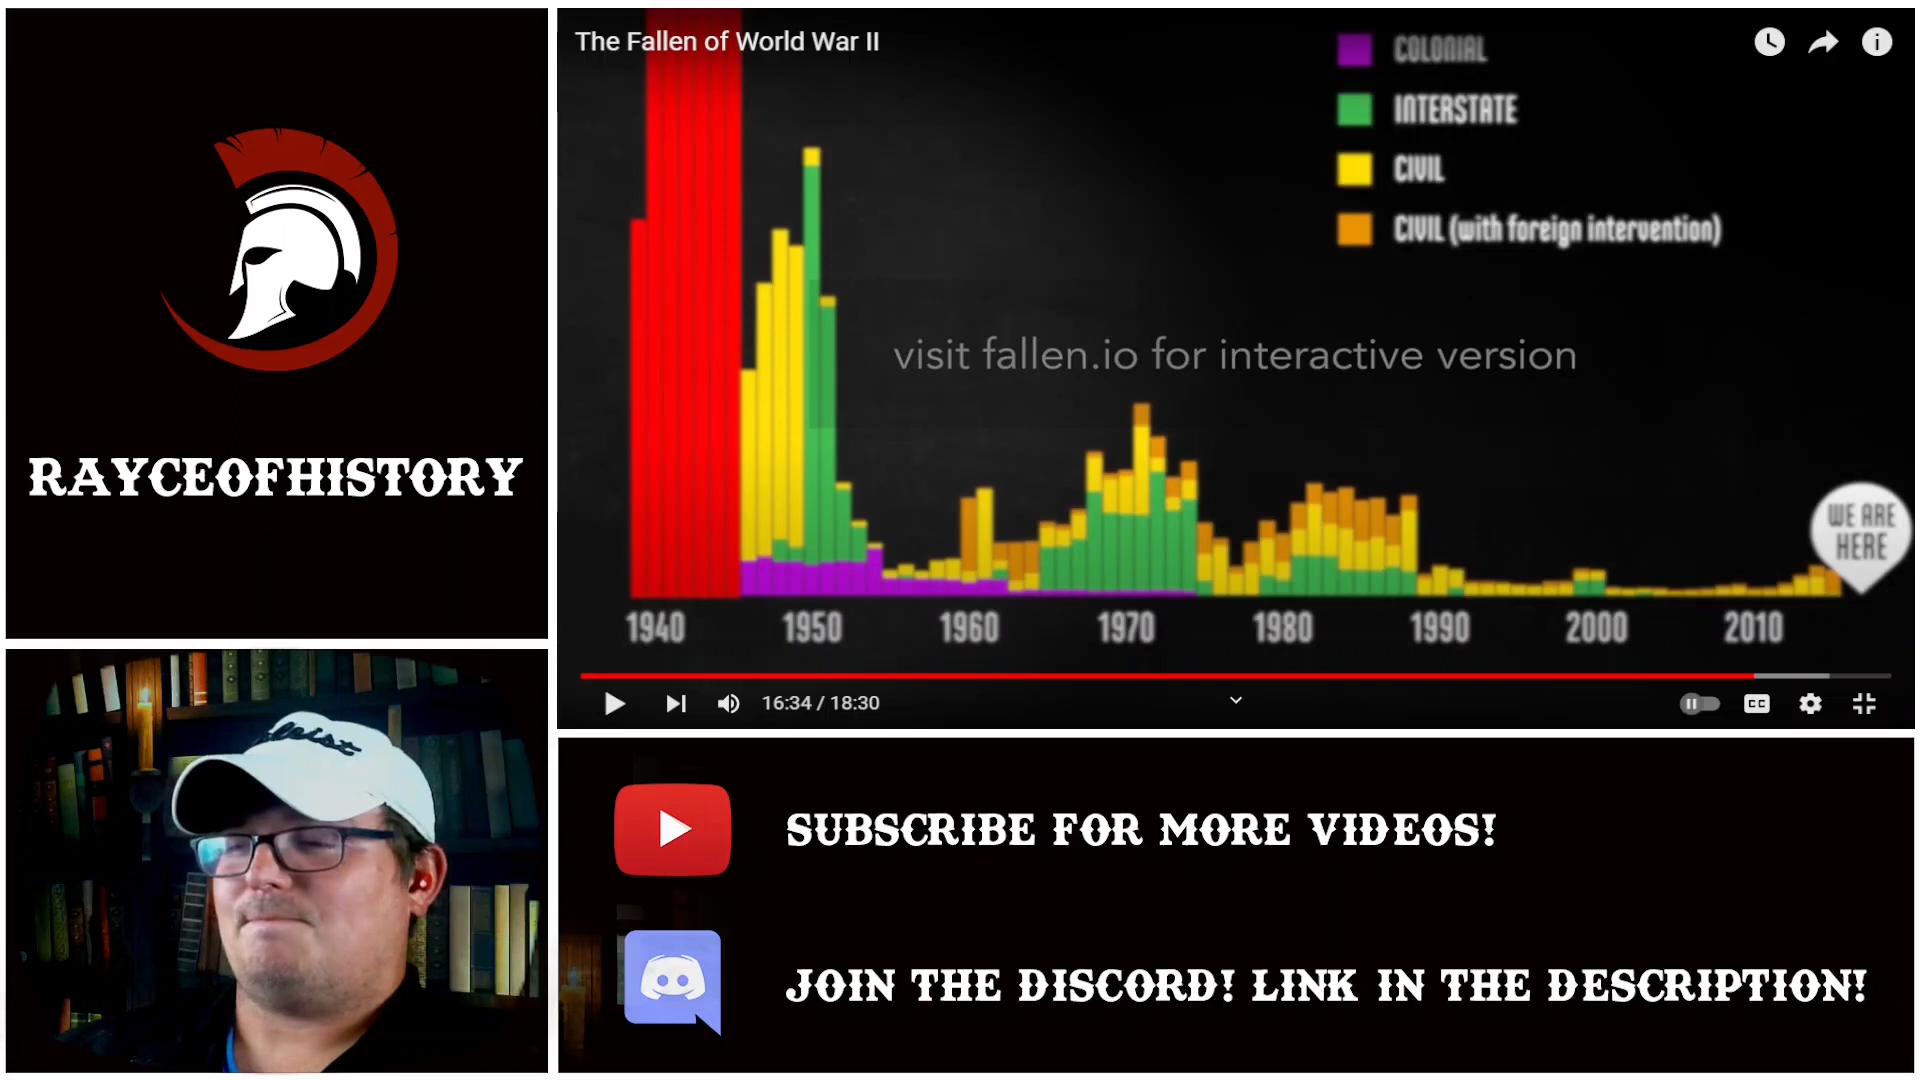 RAYCEOFHISTORY
The Fallen of World War II
COLONIAL
INTERSTATE
CIVIL
CIVIL (with foreign intervention)
visit fallen.io for interactive version
WE ARE
HERE
1940 1950 1960 1970 1980 1990 2000 2010
16:34 / 18:30
CC
SUBSCRIBE FOR MORE VIDEOS!
JOIN THE DISCORD! LINK IN THE DESCRIPTION!